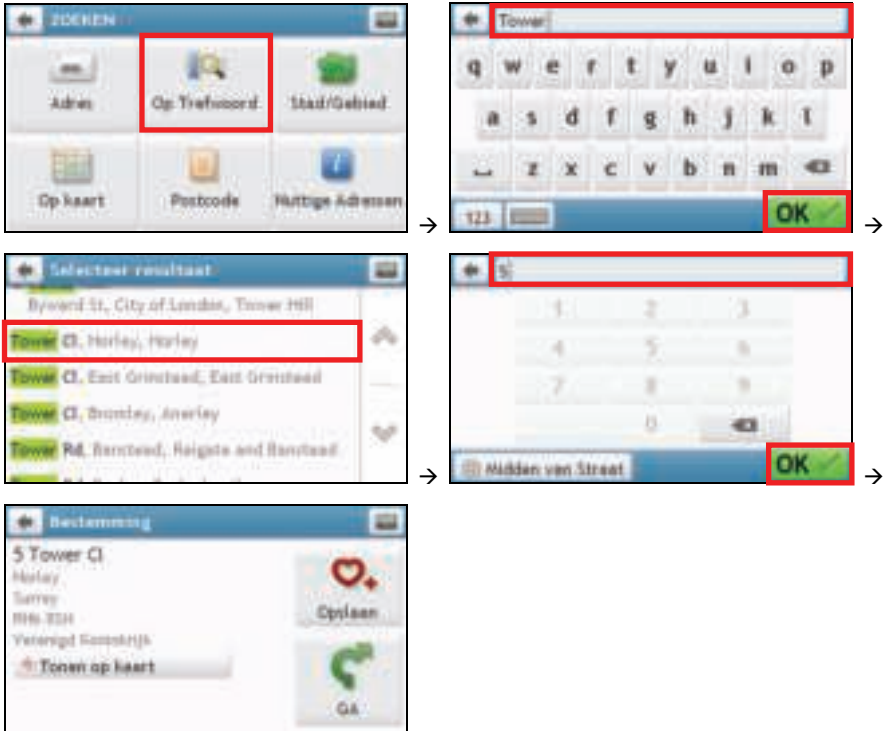 ZOEKEN
Adres
Op Trefwoord
Stad/Gebied
Op kaart
Postcode
Nuttige Adressen
→
Tower
q w e r t y u i o p
a s d f g h j k l
z x c v b n m
123
OK
→
Selecteer resultaat
Byward St, City of London, Tower Hill
Tower Cl, Horley, Horley
Tower Cl, East Grinstead, East Grinstead
Tower Cl, Bromley, Anerley
Tower Rd, Banstead, Reigate and Banstead
→
5
1 2 3
4 5 6
7 8 9
0
Midden van Straat
OK
→
Bestemming
5 Tower Cl
Horley
Surrey
Verenigd Koninkrijk
Tonen op kaart
Opslaan
GA